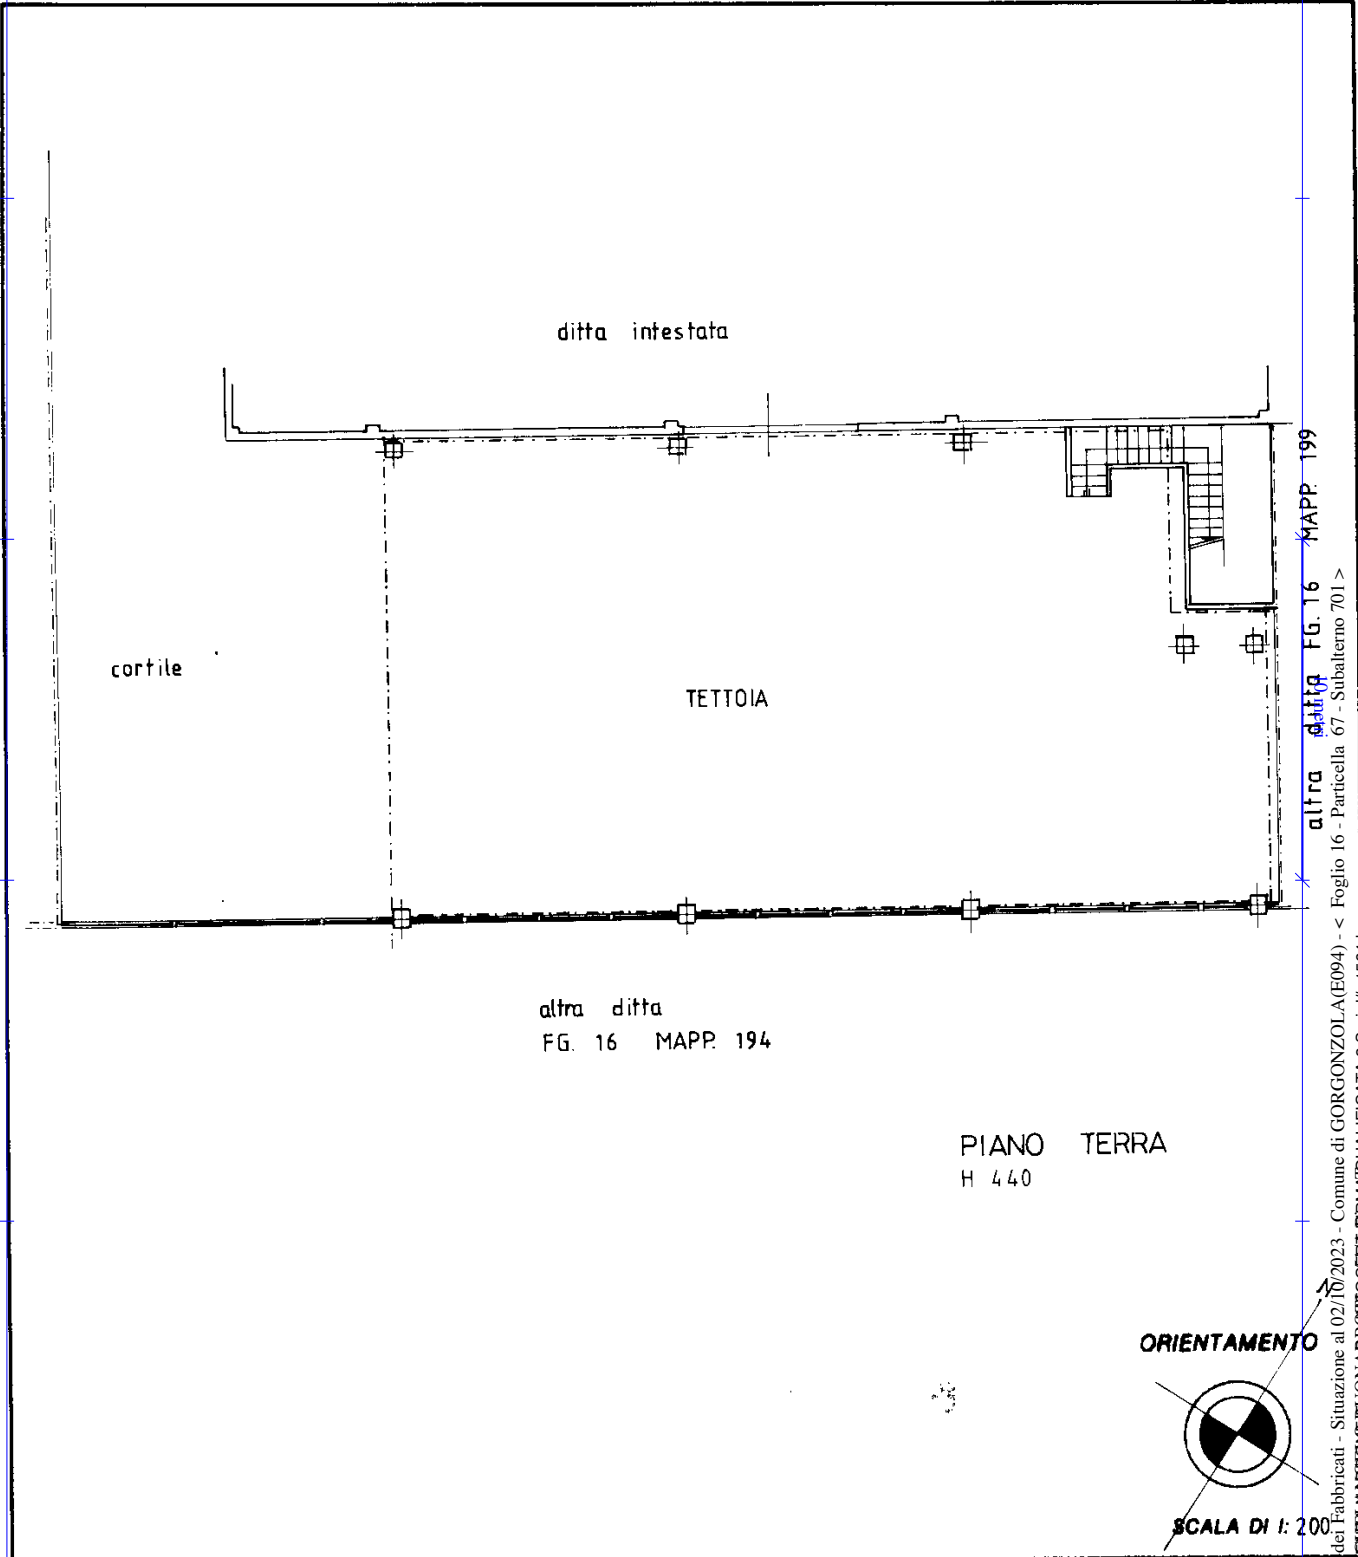 ditta intestata
cortile
TETTOIA
altra ditta FG. 16 MAPP. 199
10 metri
altra ditta
FG. 16 MAPP. 194
PIANO TERRA
H 440
N
ORIENTAMENTO
SCALA DI 1: 200
dei Fabbricati - Situazione al 02/10/2023 - Comune di GORGONZOLA(E094) - < Foglio 16 - Particella 67 - Subalterno 701 >